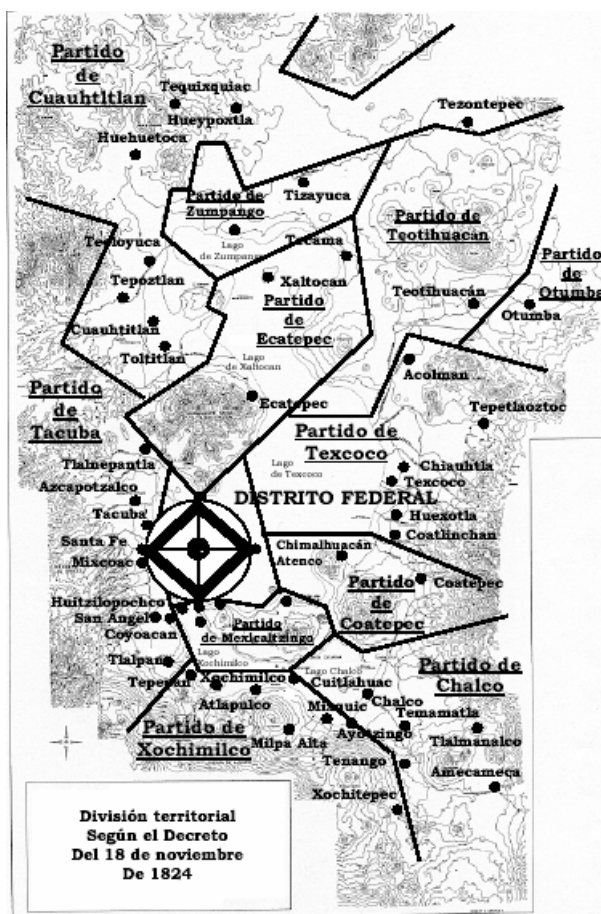 Partido
de
Cuauhtltlan
Tequixquiac
Hueypoxtla
Huehuetoca
Tezontepec
Partido de
Zumpango
Tizayuca
Lago
de Zumpango
Partido de
Teotihuacán
Teoloyuca
Tecama
Tepoztlan
Xaltocan
Partido
de
Ecatepec
Teotihuacán
Partido
de
Otumba
Otumba
Cuauhtitlan
Toltitlan
Lago
de Xaltocan
Acolman
Partido
de
Tacuba
Ecatepec
Tepetlaoztoc
Partido de
Texcoco
Tlalnepantla
Lago
de Texcoco
Chiauhtla
Texcoco
Azcapotzalco
DISTRITO FEDERAL
Tacuba
Huexotla
Coatlinchan
Santa Fe
Mixcoac
Chimalhuacán
Atenco
Coatepec
Partido
de
Coatepec
Huitzilopochco
San Angel
Coyoacan
Partido
de Mexicaltzingo
Lago
Xochimilco
Tlalpam
Lago Chalco
Partido de
Chalco
Tepepan
Xochimilco
Cuitlahuac
Atlapulco
Mixquic
Chalco
Partido de
Xochimilco
Milpa Alta
Ayotzingo
Temamatla
Tlalmanalco
Tenango
Amecameca
Xochitepec
División territorial
Según el Decreto
Del 18 de noviembre
De 1824